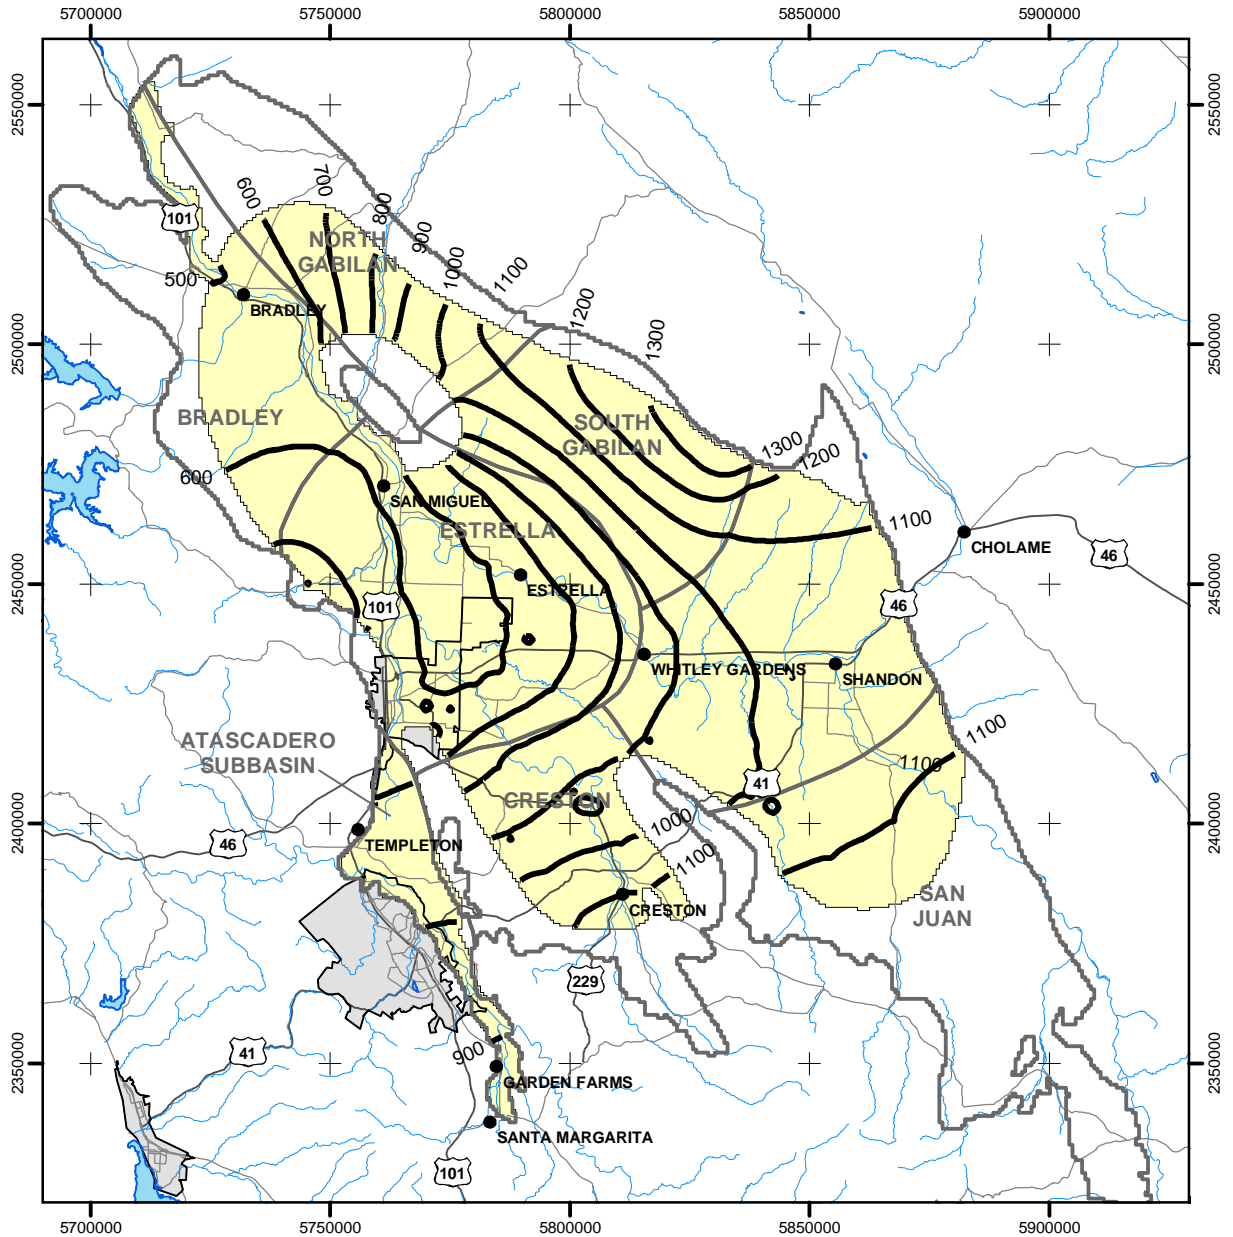 5700000
5750000
5800000
5850000
5900000
2550000
2550000
600
700
800
900
1000
1100
1200
1300
101
NORTH
GABILAN
500
BRADLEY
2500000
2500000
BRADLEY
SOUTH
GABILAN
1300
1200
600
SAN MIGUEL
ESTRELLA
1100
CHOLAME
46
2450000
2450000
ESTRELLA
101
46
WHITLEY GARDENS
SHANDON
ATASCADERO
SUBBASIN
1100
1100
41
CRESTON
2400000
2400000
46
TEMPLETON
1000
1100
CRESTON
SAN
JUAN
229
41
900
2350000
2350000
GARDEN FARMS
SANTA MARGARITA
101
5700000
5750000
5800000
5850000
5900000